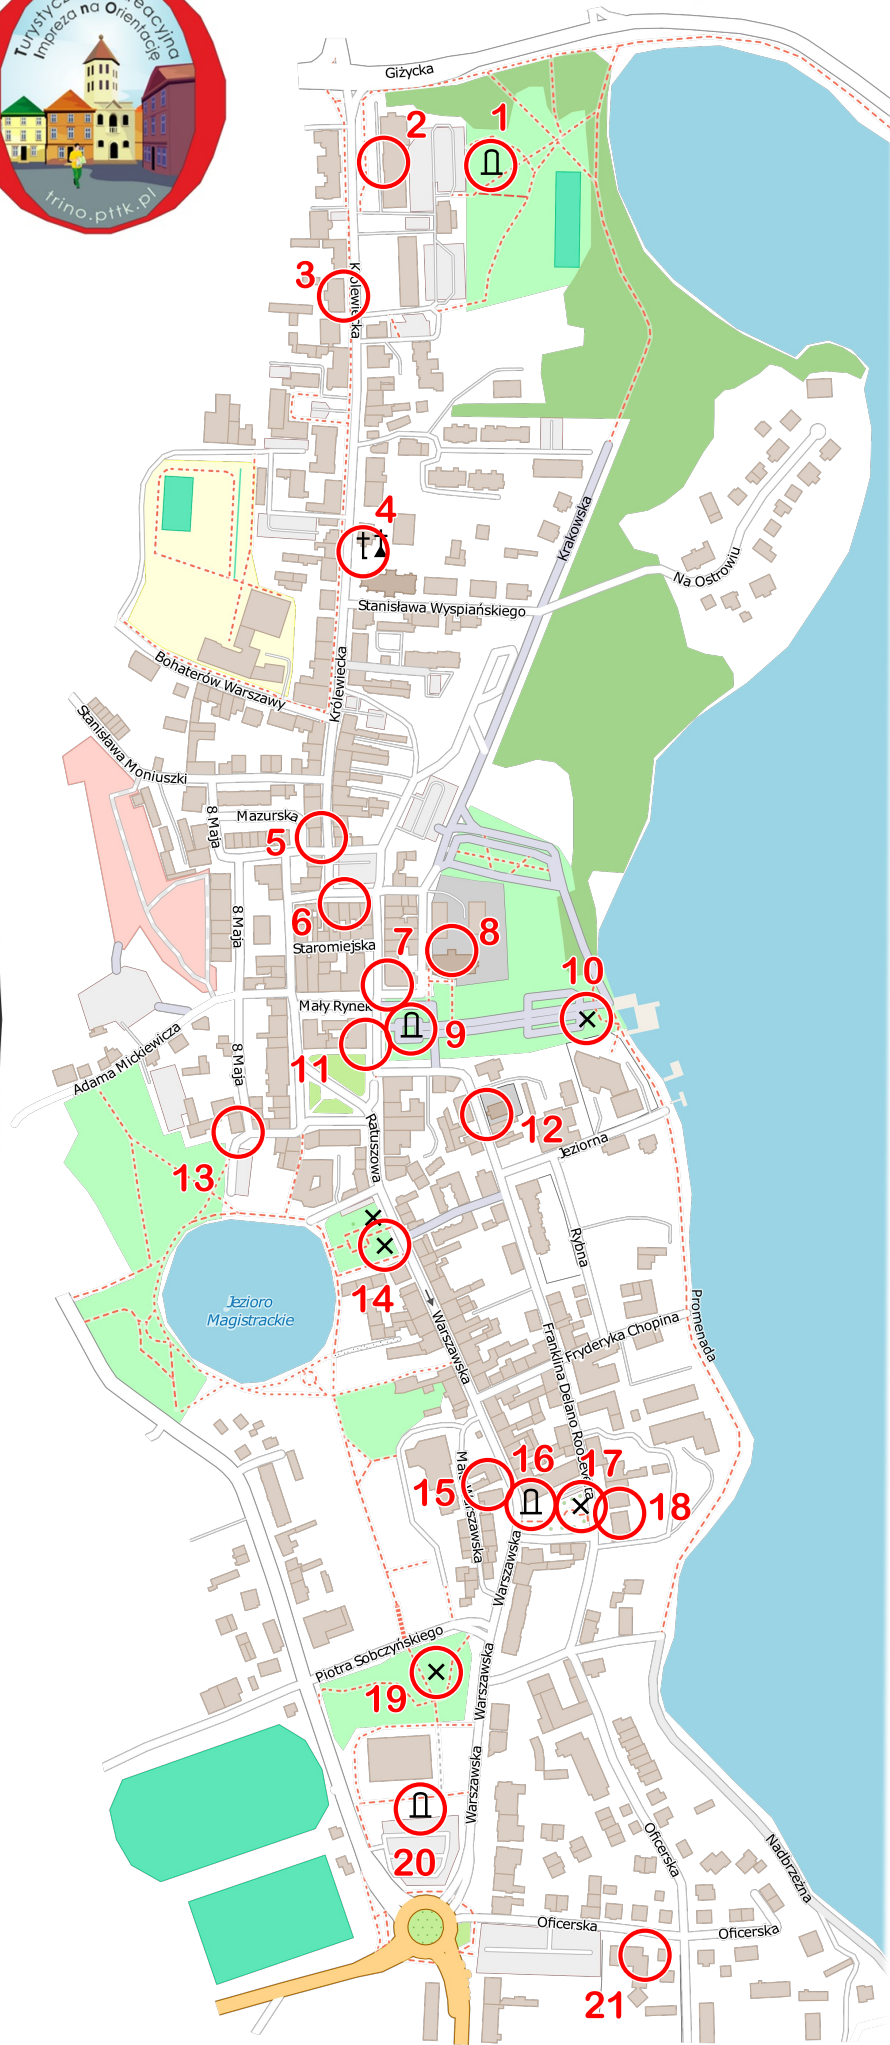 Impreza na Orientację
trino.pttk.pl
Giżycka
1
2
3
Królewiecka
4
Krakowska
Na Ostrowiu
Stanisława Wyspiańskiego
Bohaterów Warszawy
Królewiecka
Stanisława Moniuszki
8 Maja
Mazurska
5
6
8 Maja
Staromiejska
7
8
Mały Rynek
9
10
11
8 Maja
Adama Mickiewicza
12
Jeziorna
13
Ratuszowa
Rybna
14
Jezioro
Magistrackie
Warszawska
Promenada
Franklina Delano Roosevelta
Fryderyka Chopina
15
Mała Warszawska
16
17
18
Warszawska
Piotra Sobczyńskiego
19
Warszawska
Warszawska
20
Oficerska
Nadbrzeżna
Oficerska
Oficerska
21